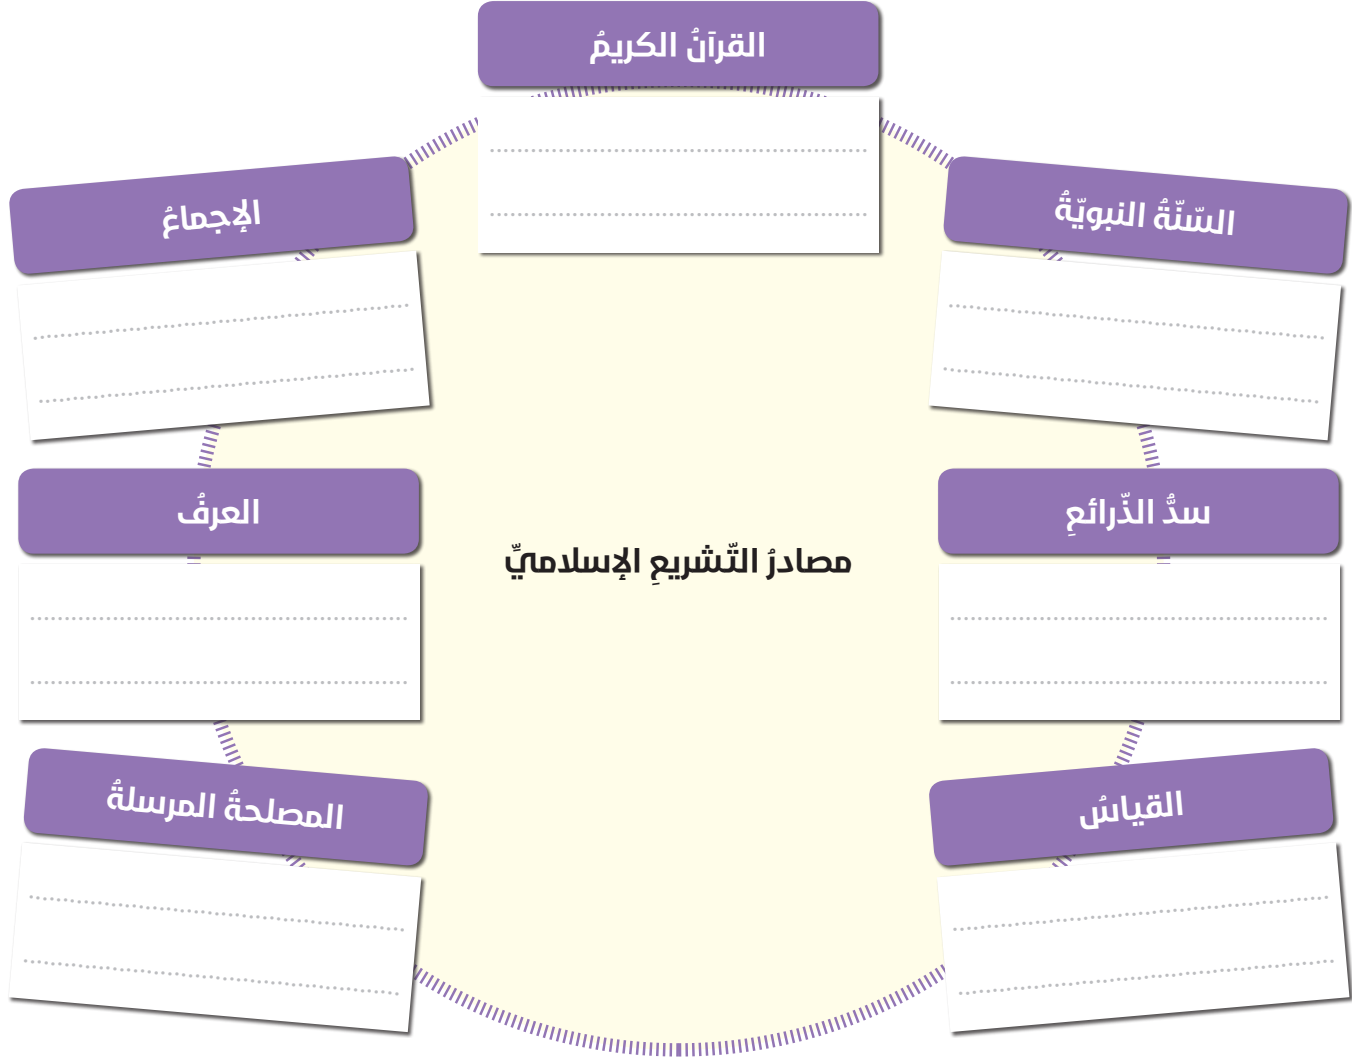 القرآنُ الكريمُ
السّنّةُ النبويّةُ
الإجماعُ
سدُّ الذّرائعِ
العرفُ
مصادرُ التّشريعِ الإسلاميِّ
القياسُ
المصلحةُ المرسلةُ